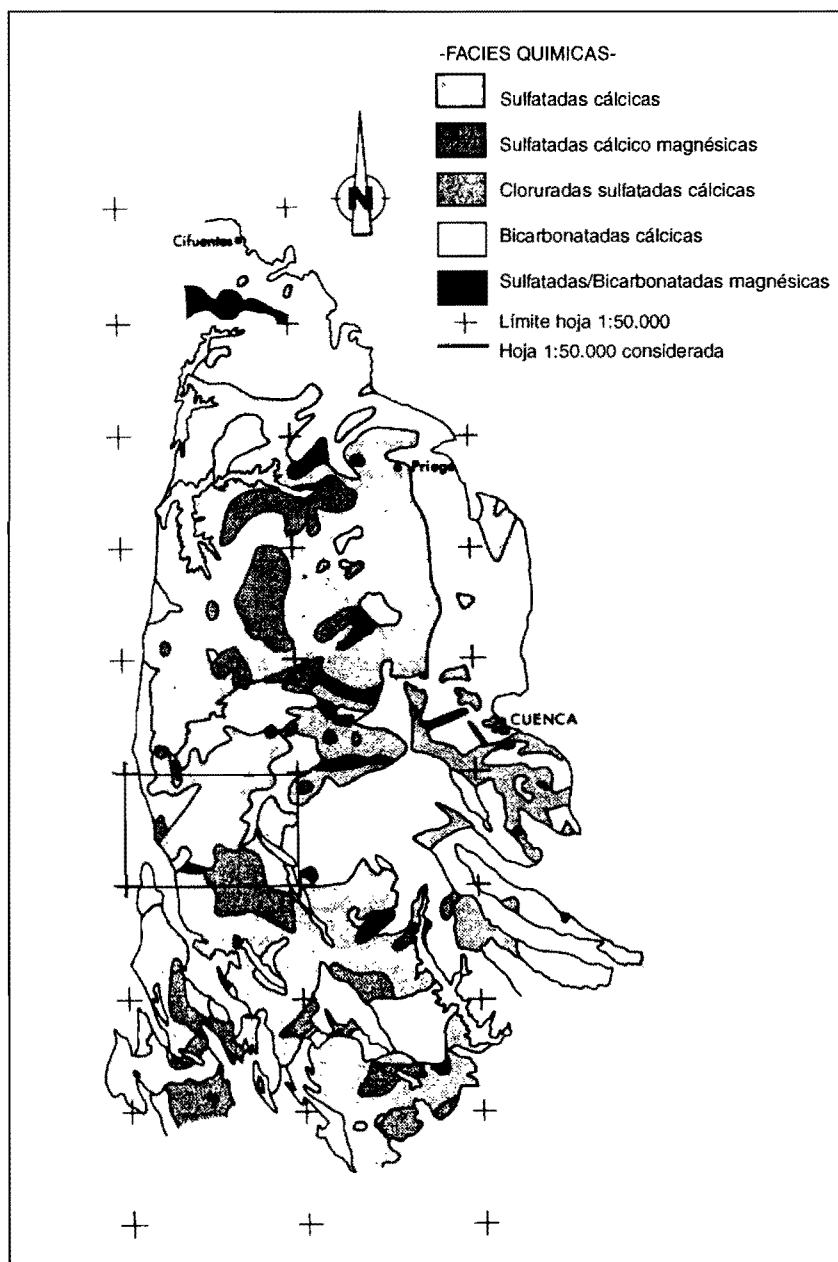 -FACIES QUIMICAS-
Sulfatadas cálcicas
Sulfatadas cálcico magnésicas
Cloruradas sulfatadas cálcicas
Bicarbonatadas cálcicas
Sulfatadas/Bicarbonatadas magnésicas
Límite hoja 1:50.000
Hoja 1:50.000 considerada
N
Cifuentes
Priego
CUENCA